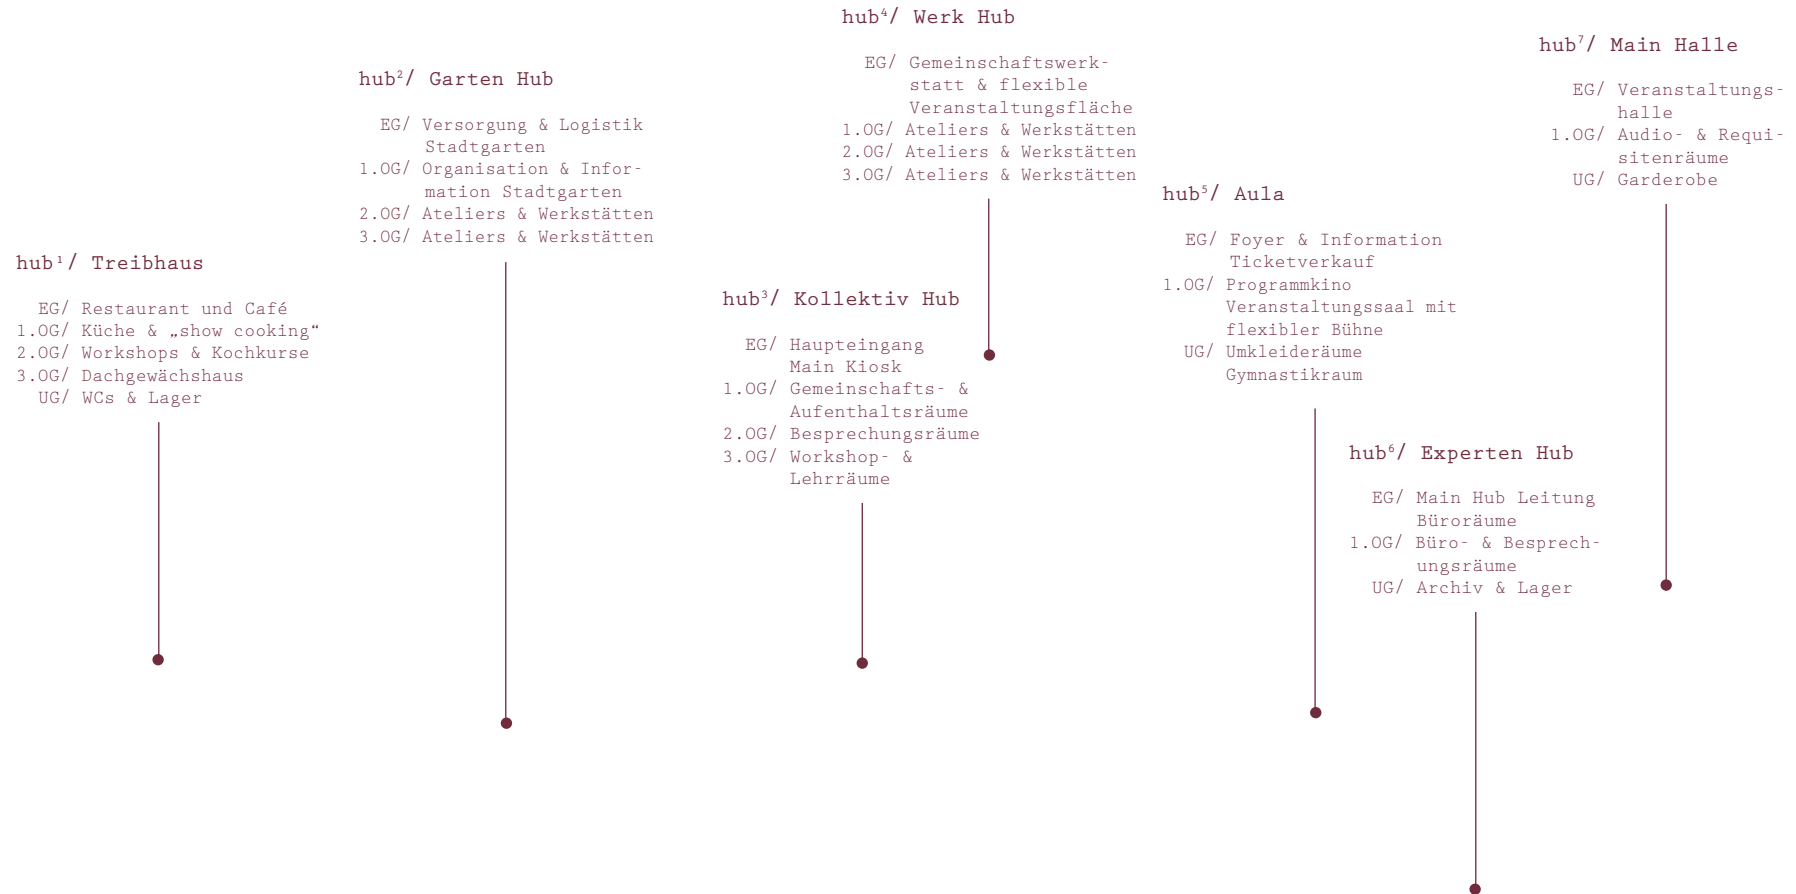 hub¹/ Treibhaus
EG/ Restaurant und Café
1.OG/ Küche & „show cooking“
2.OG/ Workshops & Kochkurse
3.OG/ Dachgewächshaus
UG/ WCs & Lager
hub²/ Garten Hub
EG/ Versorgung & Logistik
Stadtgarten
1.OG/ Organisation & Infor-
mation Stadtgarten
2.OG/ Ateliers & Werkstätten
3.OG/ Ateliers & Werkstätten
hub³/ Kollektiv Hub
EG/ Haupteingang
Main Kiosk
1.OG/ Gemeinschafts- &
Aufenthaltsräume
2.OG/ Besprechungsräume
3.OG/ Workshop- &
Lehrräume
hub⁴/ Werk Hub
EG/ Gemeinschaftswerk-
statt & flexible
Veranstaltungsfläche
1.OG/ Ateliers & Werkstätten
2.OG/ Ateliers & Werkstätten
3.OG/ Ateliers & Werkstätten
hub⁵/ Aula
EG/ Foyer & Information
Ticketverkauf
1.OG/ Programmkino
Veranstaltungssaal mit
flexibler Bühne
UG/ Umkleideräume
Gymnastikraum
hub⁶/ Experten Hub
EG/ Main Hub Leitung
Büroräume
1.OG/ Büro- & Besprech-
ungsräume
UG/ Archiv & Lager
hub⁷/ Main Halle
EG/ Veranstaltungs-
halle
1.OG/ Audio- & Requi-
sitenräume
UG/ Garderobe